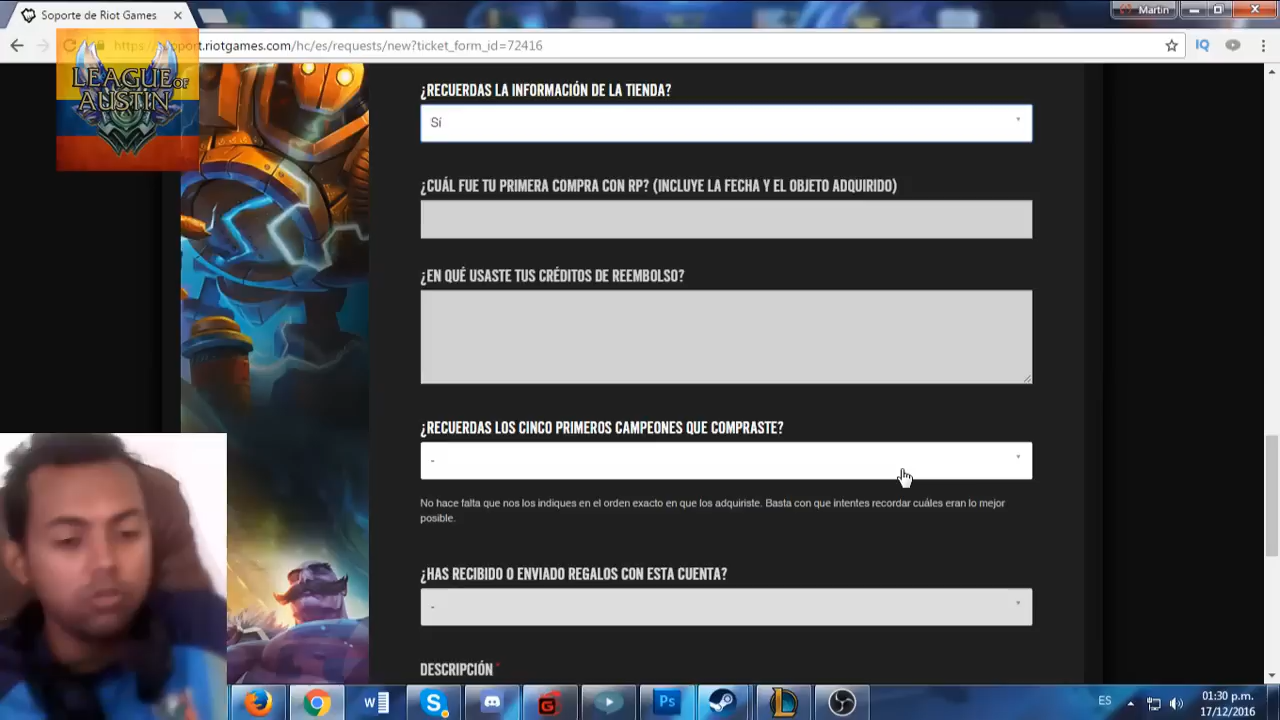 Soporte de Riot Games
Martin
https://support.riotgames.com/hc/es/requests/new?ticket_form_id=72416
IQ
LEAGUE OF
AUSTIN
¿RECUERDAS LA INFORMACIÓN DE LA TIENDA?
Sí
¿CUÁL FUE TU PRIMERA COMPRA CON RP? (INCLUYE LA FECHA Y EL OBJETO ADQUIRIDO)
¿EN QUÉ USASTE TUS CRÉDITOS DE REEMBOLSO?
¿RECUERDAS LOS CINCO PRIMEROS CAMPEONES QUE COMPRASTE?
-
No hace falta que nos los indiques en el orden exacto en que los adquiriste. Basta con que intentes recordar cuáles eran lo mejor
posible.
¿HAS RECIBIDO O ENVIADO REGALOS CON ESTA CUENTA?
-
DESCRIPCIÓN *
W
S
Ps
L
ES
01:30 p.m.
17/12/2016